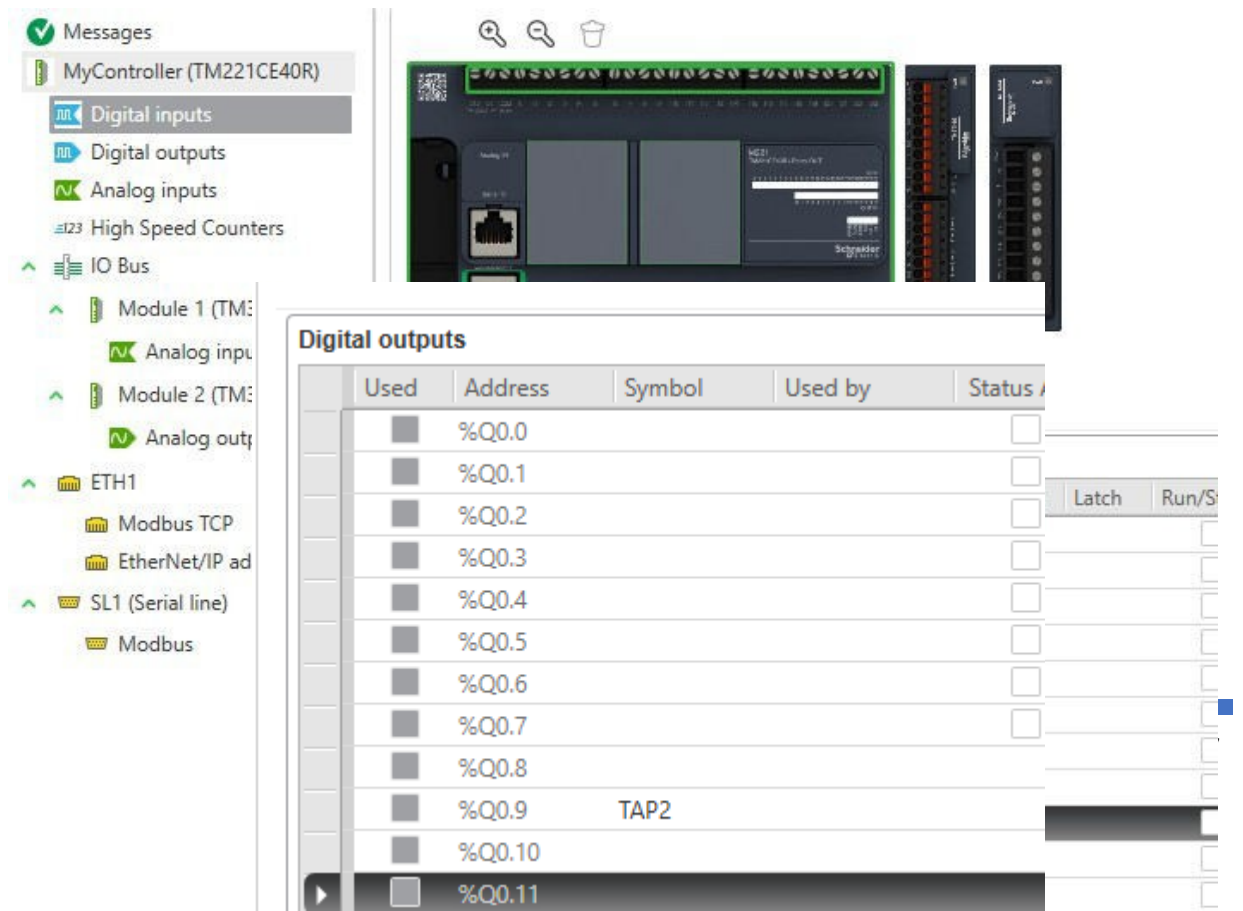 Messages
MyController (TM221CE40R)
Digital inputs
Digital outputs
Analog inputs
High Speed Counters
IO Bus
Module 1 (TM3
Analog inpu
Module 2 (TM3
Analog outp
ETH1
Modbus TCP
EtherNet/IP ad
SL1 (Serial line)
Modbus
Schneider
Digital outputs
Used Address Symbol Used by Status A
%Q0.0
%Q0.1
%Q0.2
%Q0.3
%Q0.4
%Q0.5
%Q0.6
%Q0.7
%Q0.8
%Q0.9 TAP2
%Q0.10
%Q0.11
Latch Run/S